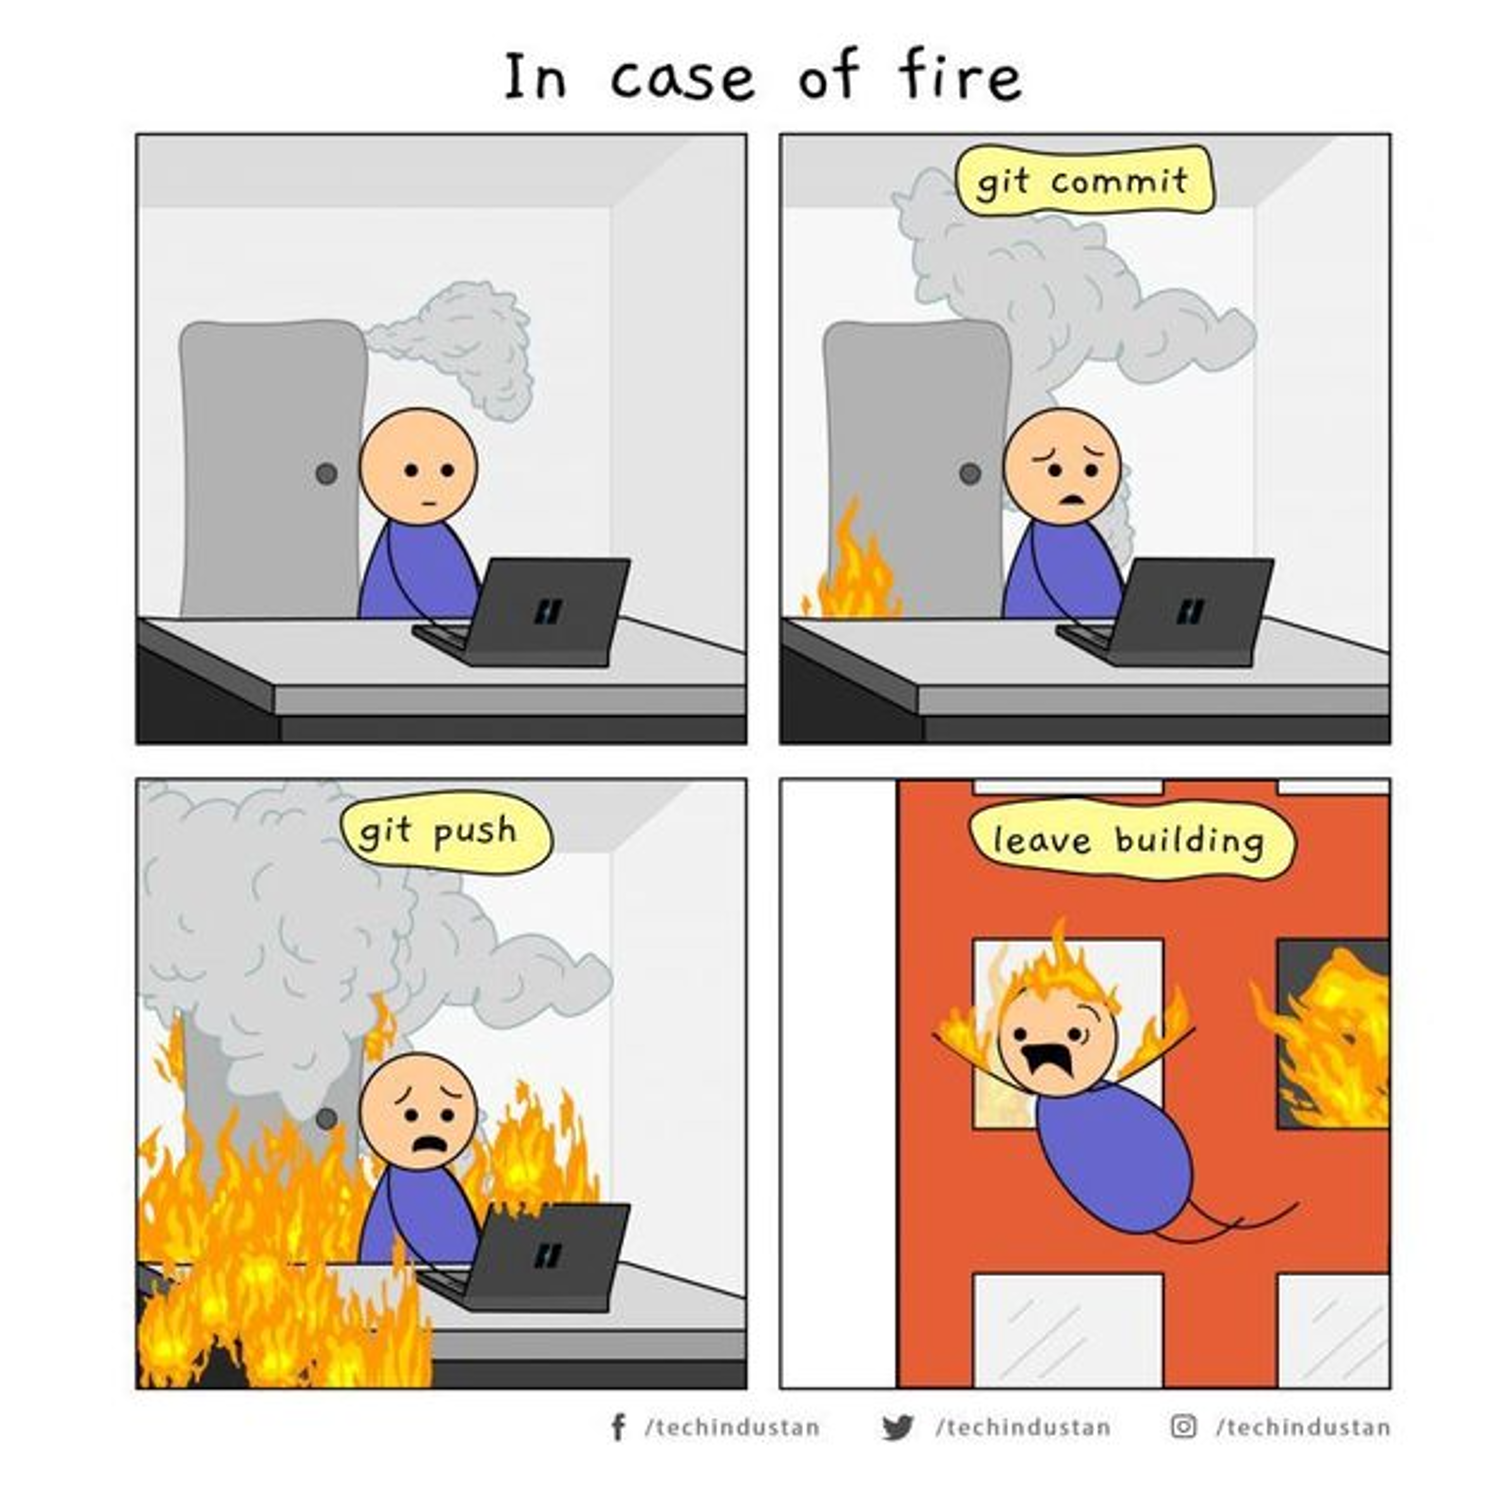 In case of fire
git commit
git push
leave building
/techindustan /techindustan /techindustan